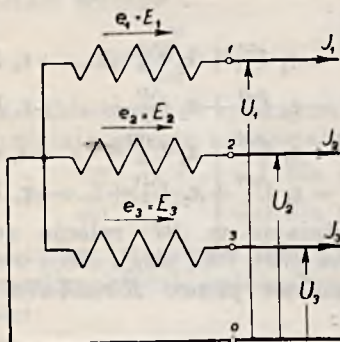 e₁ = E₁
1 J₁
U₁
e₂ = E₂
2 J₂
U₂
e₃ = E₃
3 J₃
U₃
0